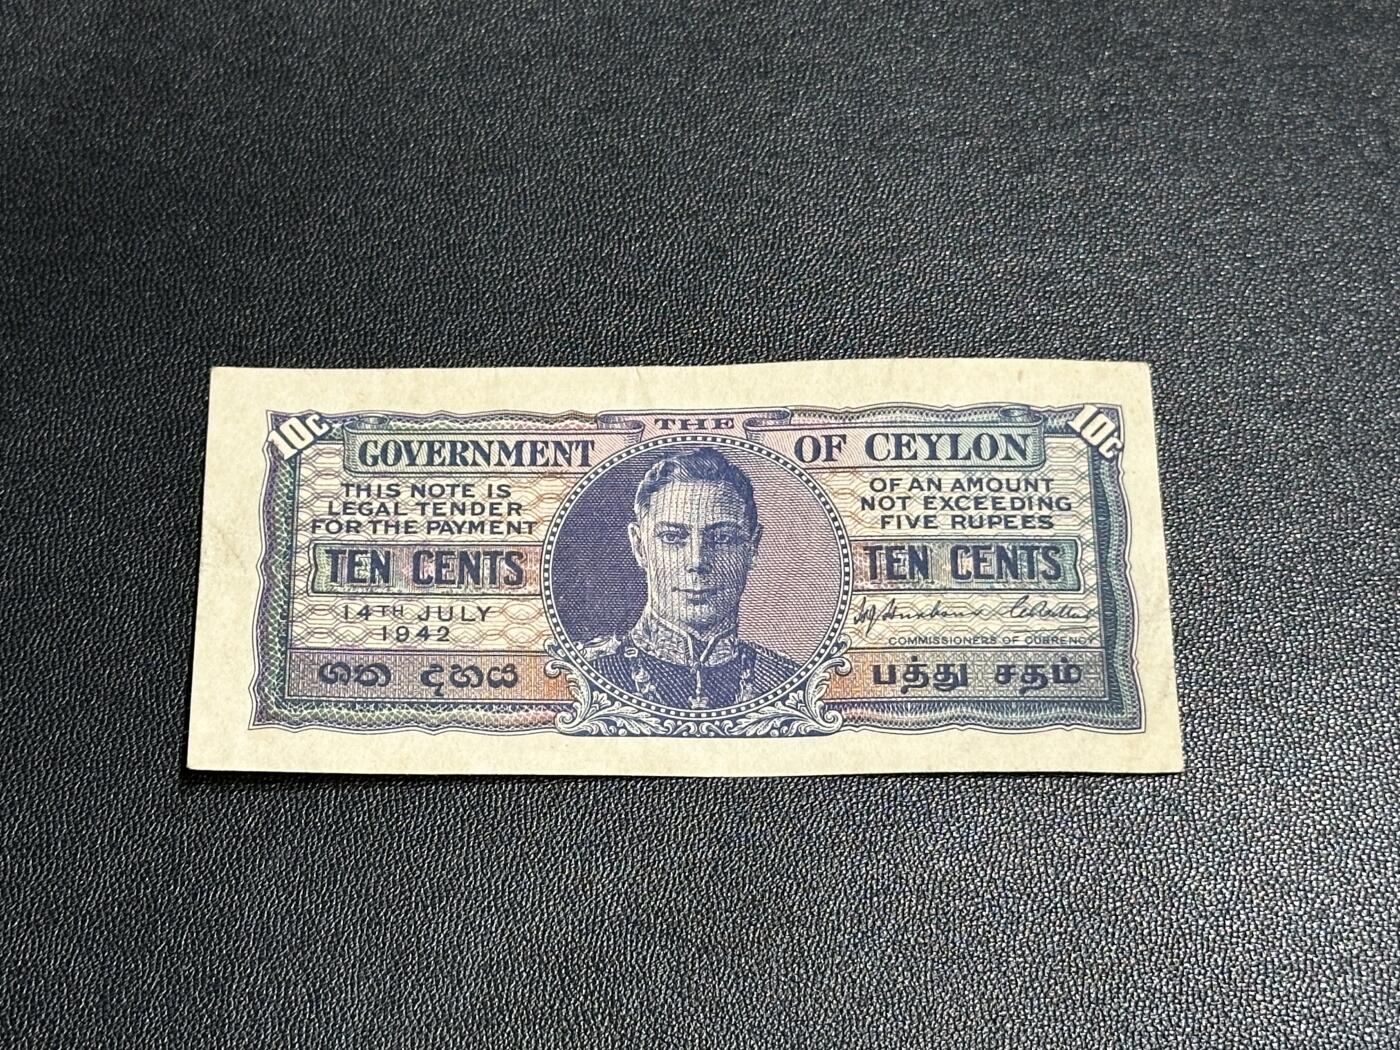 10c
10c
THE
GOVERNMENT OF CEYLON
THIS NOTE IS
LEGAL TENDER
FOR THE PAYMENT
TEN CENTS
14TH JULY
1942
ශත දහය
OF AN AMOUNT
NOT EXCEEDING
FIVE RUPEES
TEN CENTS
COMMISSIONERS OF CURRENCY
பத்து சதம்